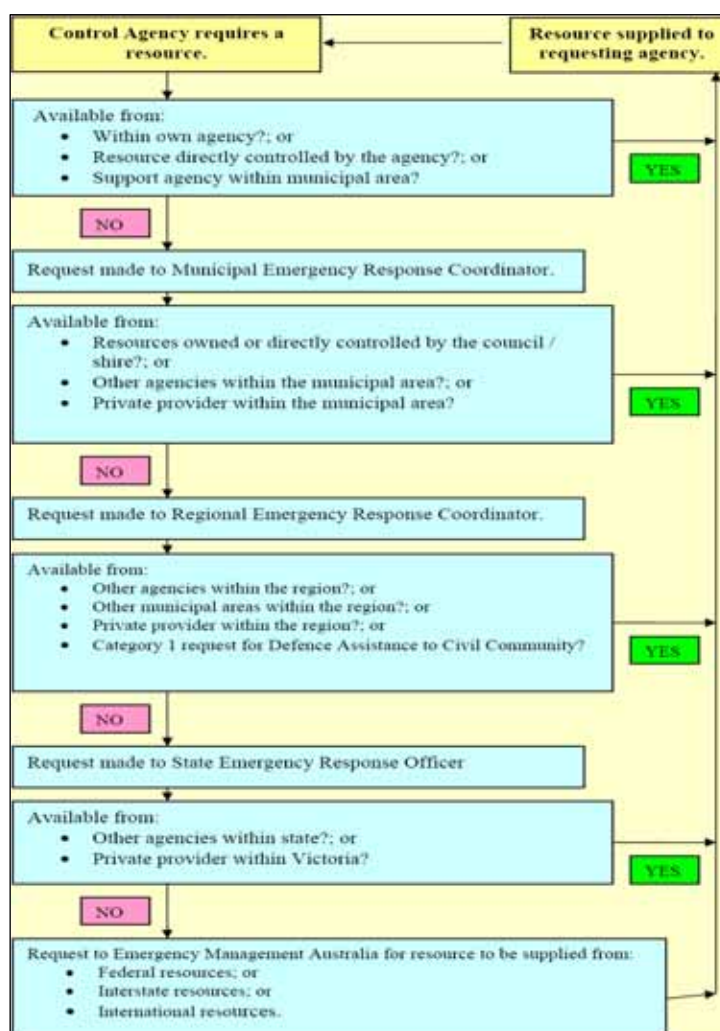 Control Agency requires a
resource.
Resource supplied to
requesting agency.
Available from:
• Within own agency?; or
• Resource directly controlled by the agency?; or
• Support agency within municipal area?
YES
NO
Request made to Municipal Emergency Response Coordinator.
Available from:
• Resources owned or directly controlled by the council /
shire?; or
• Other agencies within the municipal area?; or
• Private provider within the municipal area?
YES
NO
Request made to Regional Emergency Response Coordinator.
Available from:
• Other agencies within the region?; or
• Other municipal areas within the region?; or
• Private provider within the region?; or
• Category 1 request for Defence Assistance to Civil Community?
YES
NO
Request made to State Emergency Response Officer
Available from:
• Other agencies within state?; or
• Private provider within Victoria?
YES
NO
Request to Emergency Management Australia for resource to be supplied from:
• Federal resources; or
• Interstate resources; or
• International resources.